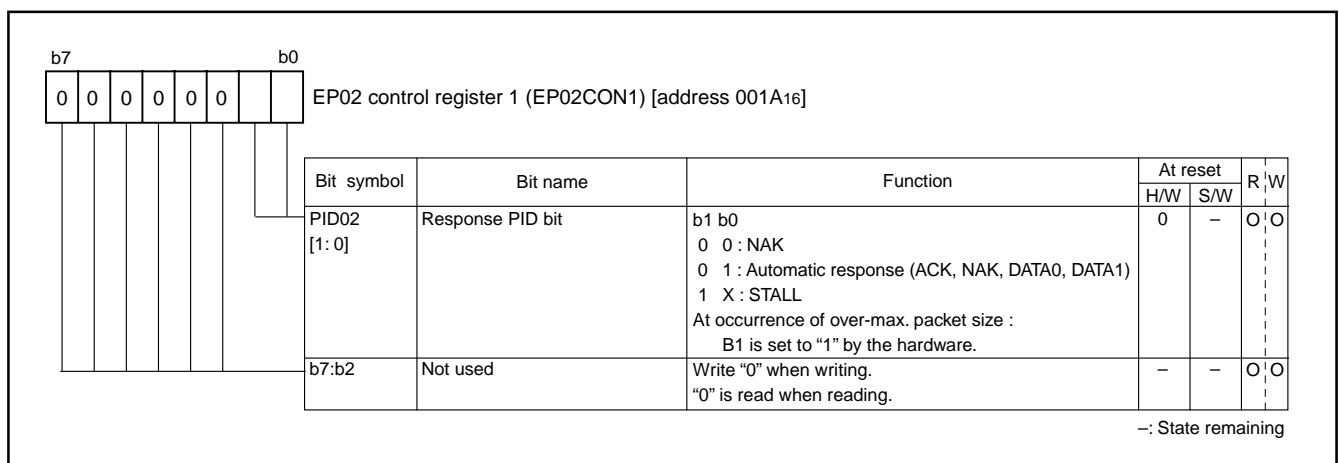 b7 b0
0 0 0 0 0 0 EP02 control register 1 (EP02CON1) [address 001A16]
Bit symbol Bit name Function At reset R W
H/W S/W
PID02 Response PID bit b1 b0 0 – O O
[1: 0] 0 0 : NAK
0 1 : Automatic response (ACK, NAK, DATA0, DATA1)
1 X : STALL
At occurrence of over-max. packet size :
B1 is set to “1” by the hardware.
b7:b2 Not used Write “0” when writing. – – O O
“0” is read when reading.
–: State remaining